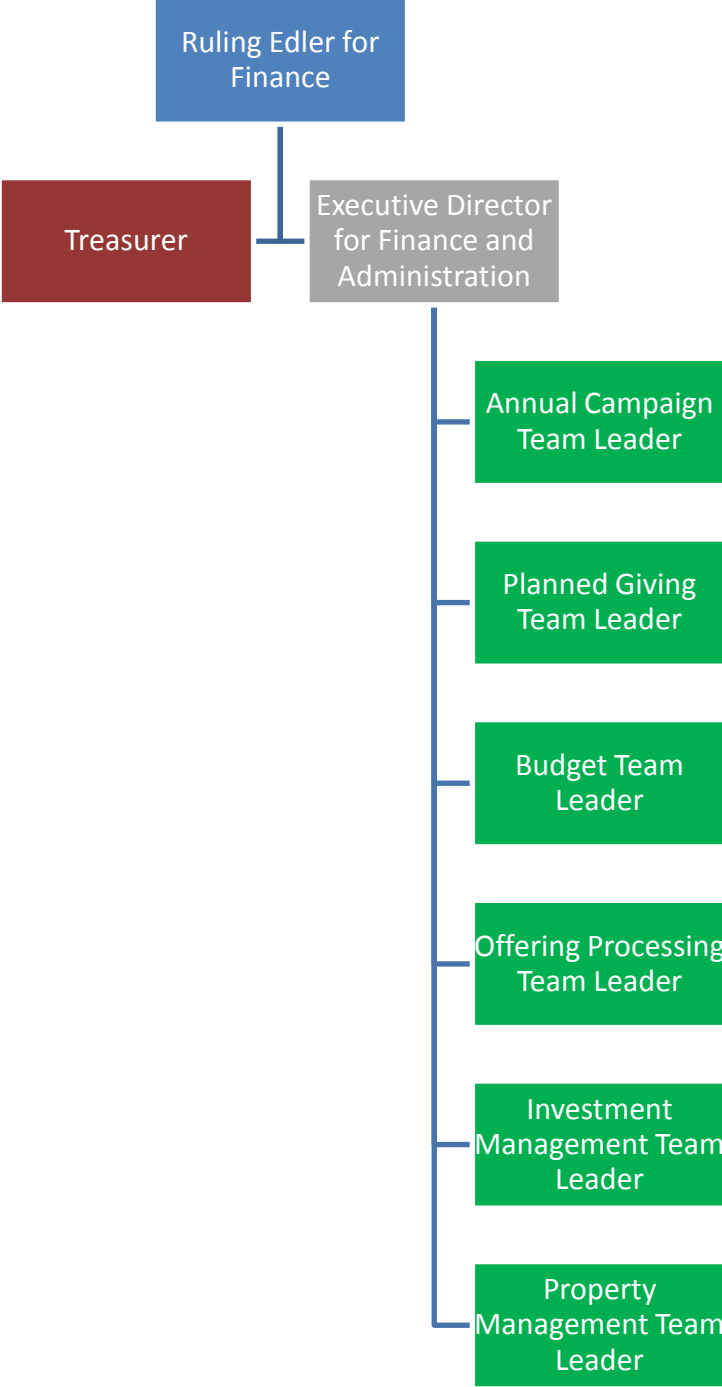 Ruling Edler for
Finance
Treasurer
Executive Director
for Finance and
Administration
Annual Campaign
Team Leader
Planned Giving
Team Leader
Budget Team
Leader
Offering Processing
Team Leader
Investment
Management Team
Leader
Property
Management Team
Leader